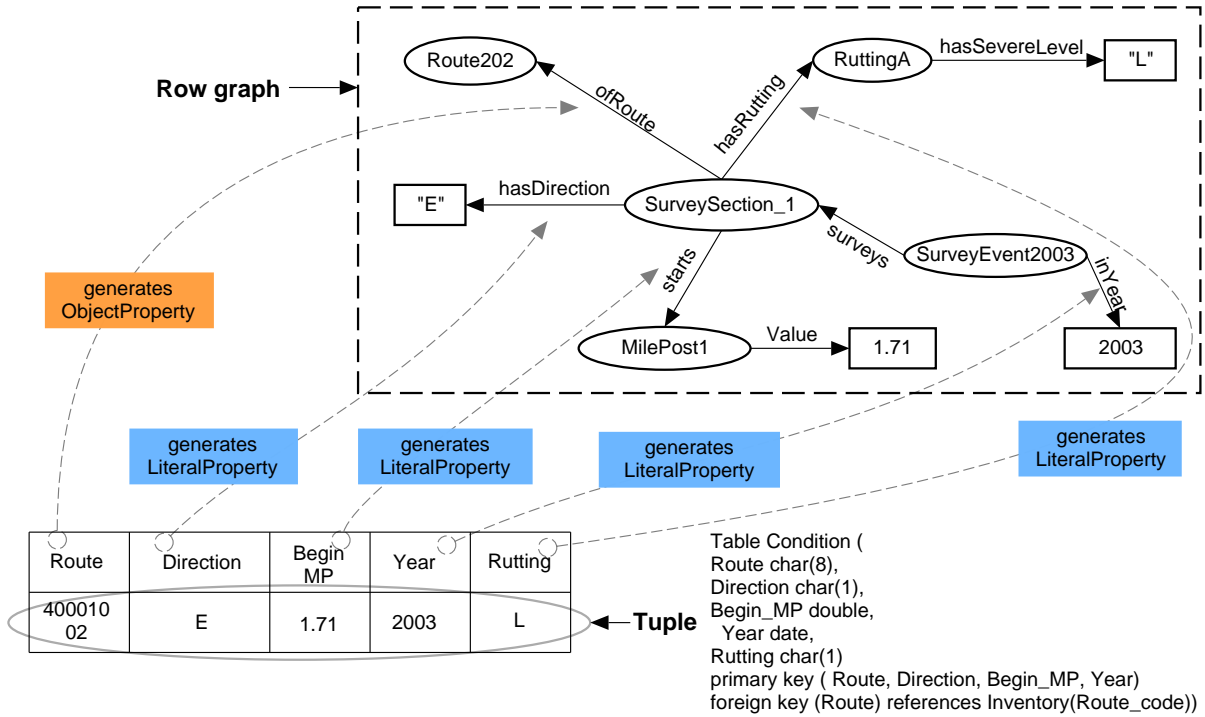 Row graph
Route202
RuttingA
hasSevereLevel
"L"
ofRoute
hasRutting
"E"
hasDirection
SurveySection_1
surveys
SurveyEvent2003
inYear
starts
MilePost1
Value
1.71
2003
generates
ObjectProperty
generates
LiteralProperty
generates
LiteralProperty
generates
LiteralProperty
generates
LiteralProperty
Route
Direction
Begin
MP
Year
Rutting
400010
02
E
1.71
2003
L
Tuple
Table Condition (
Route char(8),
Direction char(1),
Begin_MP double,
Year date,
Rutting char(1)
primary key ( Route, Direction, Begin_MP, Year)
foreign key (Route) references Inventory(Route_code))